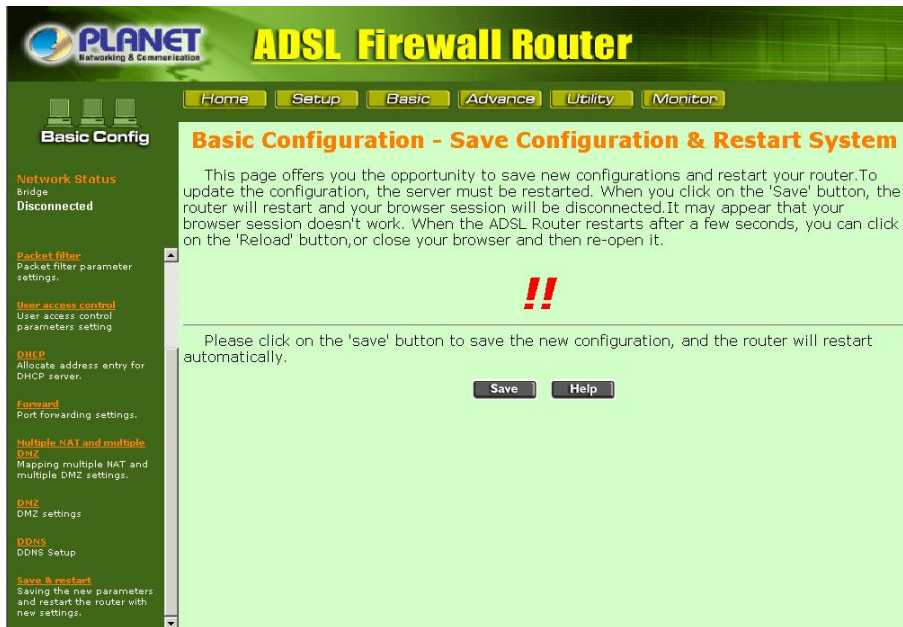 PLANET
Networking & Communication
ADSL Firewall Router
Home Setup Basic Advance Utility Monitor
Basic Config
Network Status
Bridge
Disconnected
Packet filter
Packet filter parameter
settings.
User access control
User access control
parameters setting
DHCP
Allocate address entry for
DHCP server.
Forward
Port forwarding settings.
Multiple NAT and multiple
DMZ
Mapping multiple NAT and
multiple DMZ settings.
DMZ
DMZ settings
DDNS
DDNS Setup
Save & restart
Saving the new parameters
and restart the router with
new settings.
Basic Configuration - Save Configuration & Restart System
This page offers you the opportunity to save new configurations and restart your router.To
update the configuration, the server must be restarted. When you click on the 'Save' button, the
router will restart and your browser session will be disconnected.It may appear that your
browser session doesn't work. When the ADSL Router restarts after a few seconds, you can click
on the 'Reload' button,or close your browser and then re-open it.
!!
Please click on the 'save' button to save the new configuration, and the router will restart
automatically.
Save Help